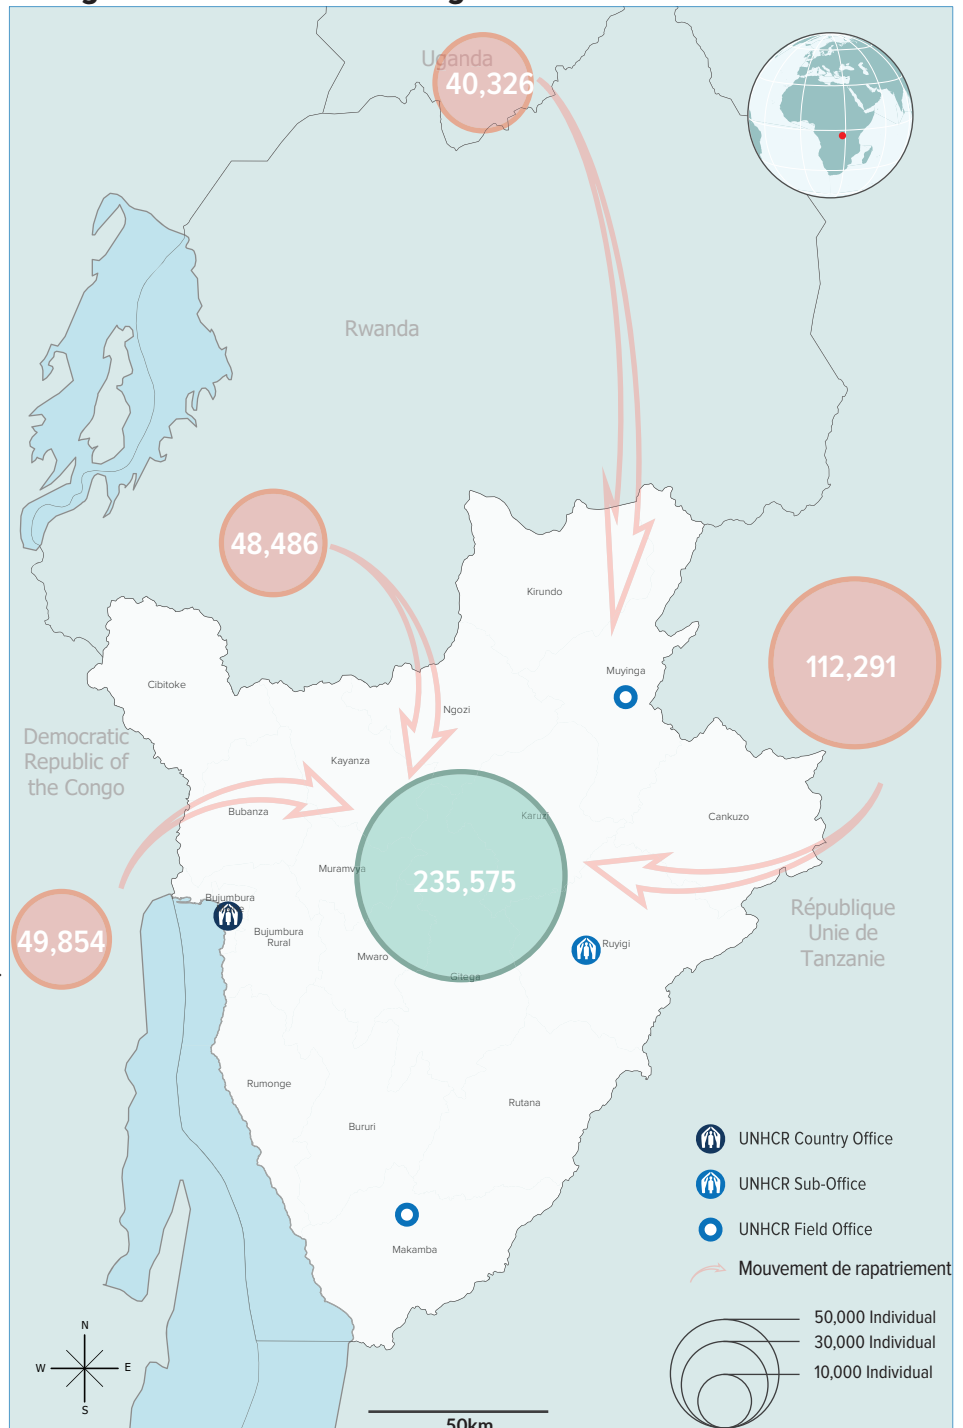 Uganda
40,326
Rwanda
48,486
Kirundo
Muyinga
112,291
Cibitoke
Ngozi
Democratic
Republic of
the Congo
Kayanza
Bubanza
Karuzi
Cankuzo
Muramvya
235,575
Bujumbura
49,854
Bujumbura
Rural
Mwaro
Gitega
Ruyigi
République
Unie de
Tanzanie
Rumonge
Rutana
Bururi
Makamba
UNHCR Country Office
UNHCR Sub-Office
UNHCR Field Office
Mouvement de rapatriement
50,000 Individual
30,000 Individual
10,000 Individual
N
W
E
S
50km